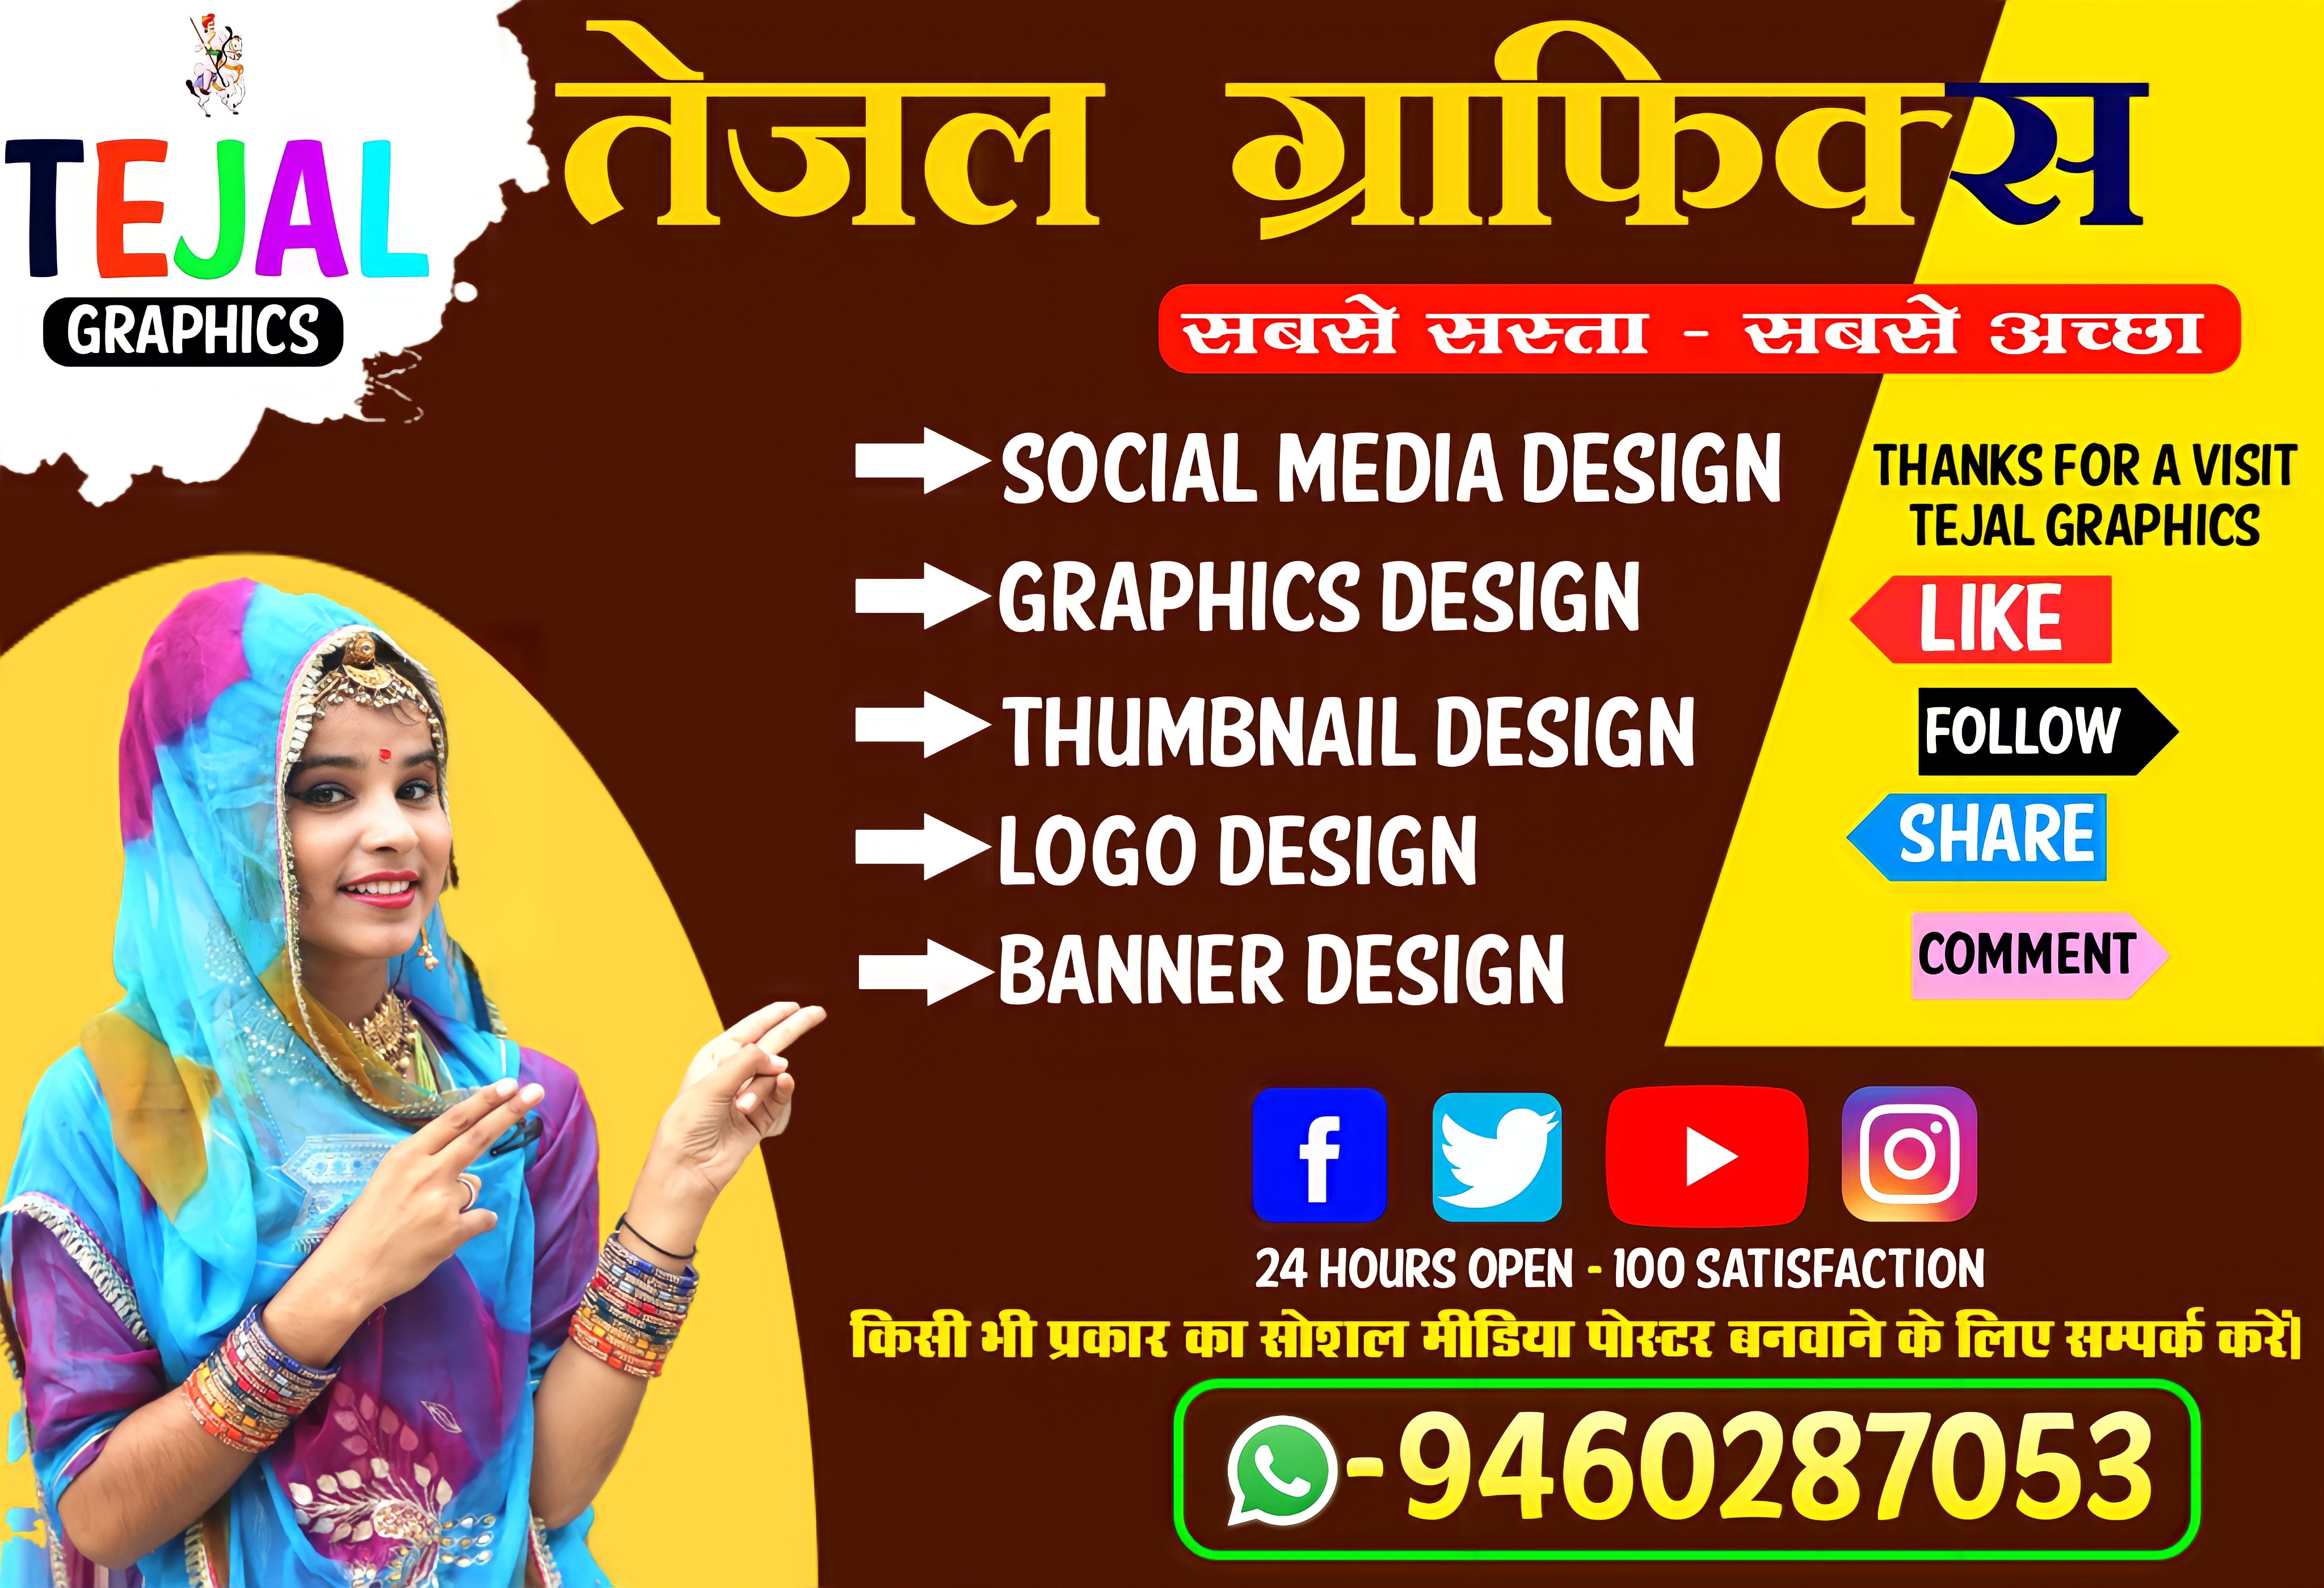 TEJAL
GRAPHICS
तेजल ग्राफिक्स
सबसे सस्ता - सबसे अच्छा
SOCIAL MEDIA DESIGN
GRAPHICS DESIGN
THUMBNAIL DESIGN
LOGO DESIGN
BANNER DESIGN
THANKS FOR A VISIT
TEJAL GRAPHICS
LIKE
FOLLOW
SHARE
COMMENT
24 HOURS OPEN - 100 SATISFACTION
किसी भी प्रकार का सोशल मीडिया पोस्टर बनवाने के लिए सम्पर्क करें।
-9460287053